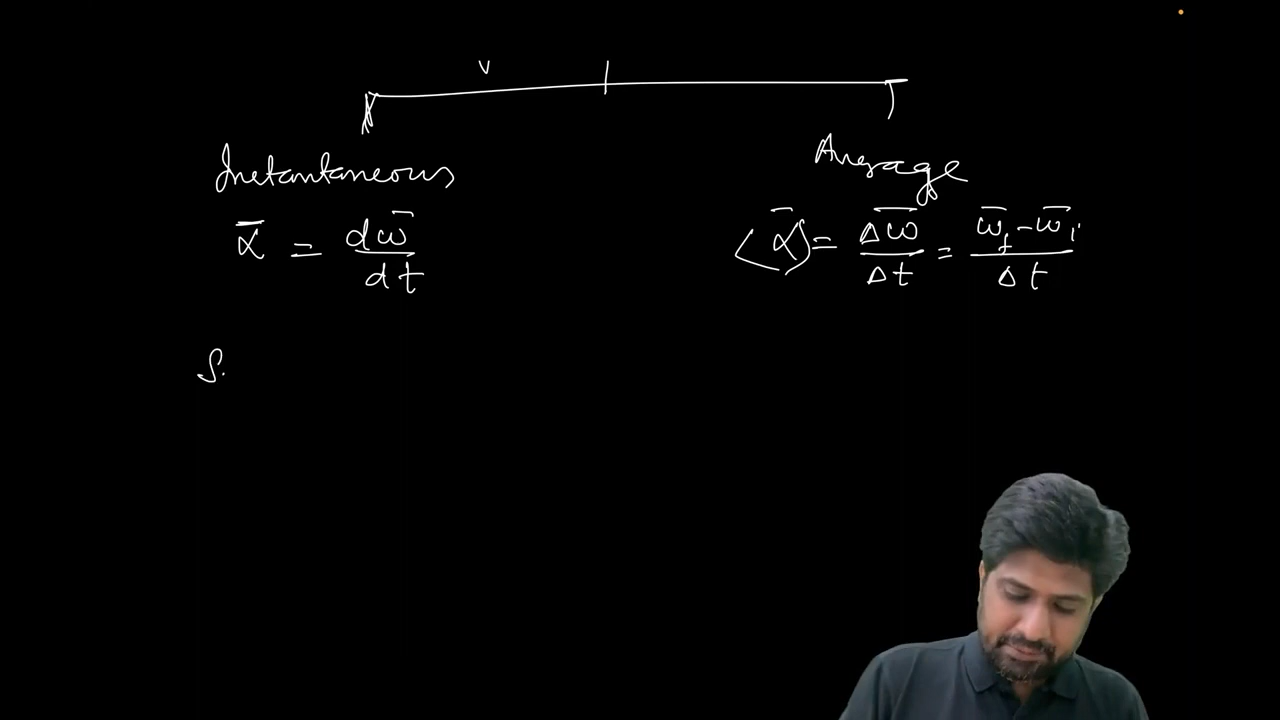 v
Instantaneous
Average
ᾱ = dω̄/dt
⟨ᾱ⟩ = Δω̄/Δt = (ω̄f - ω̄i)/Δt
S.